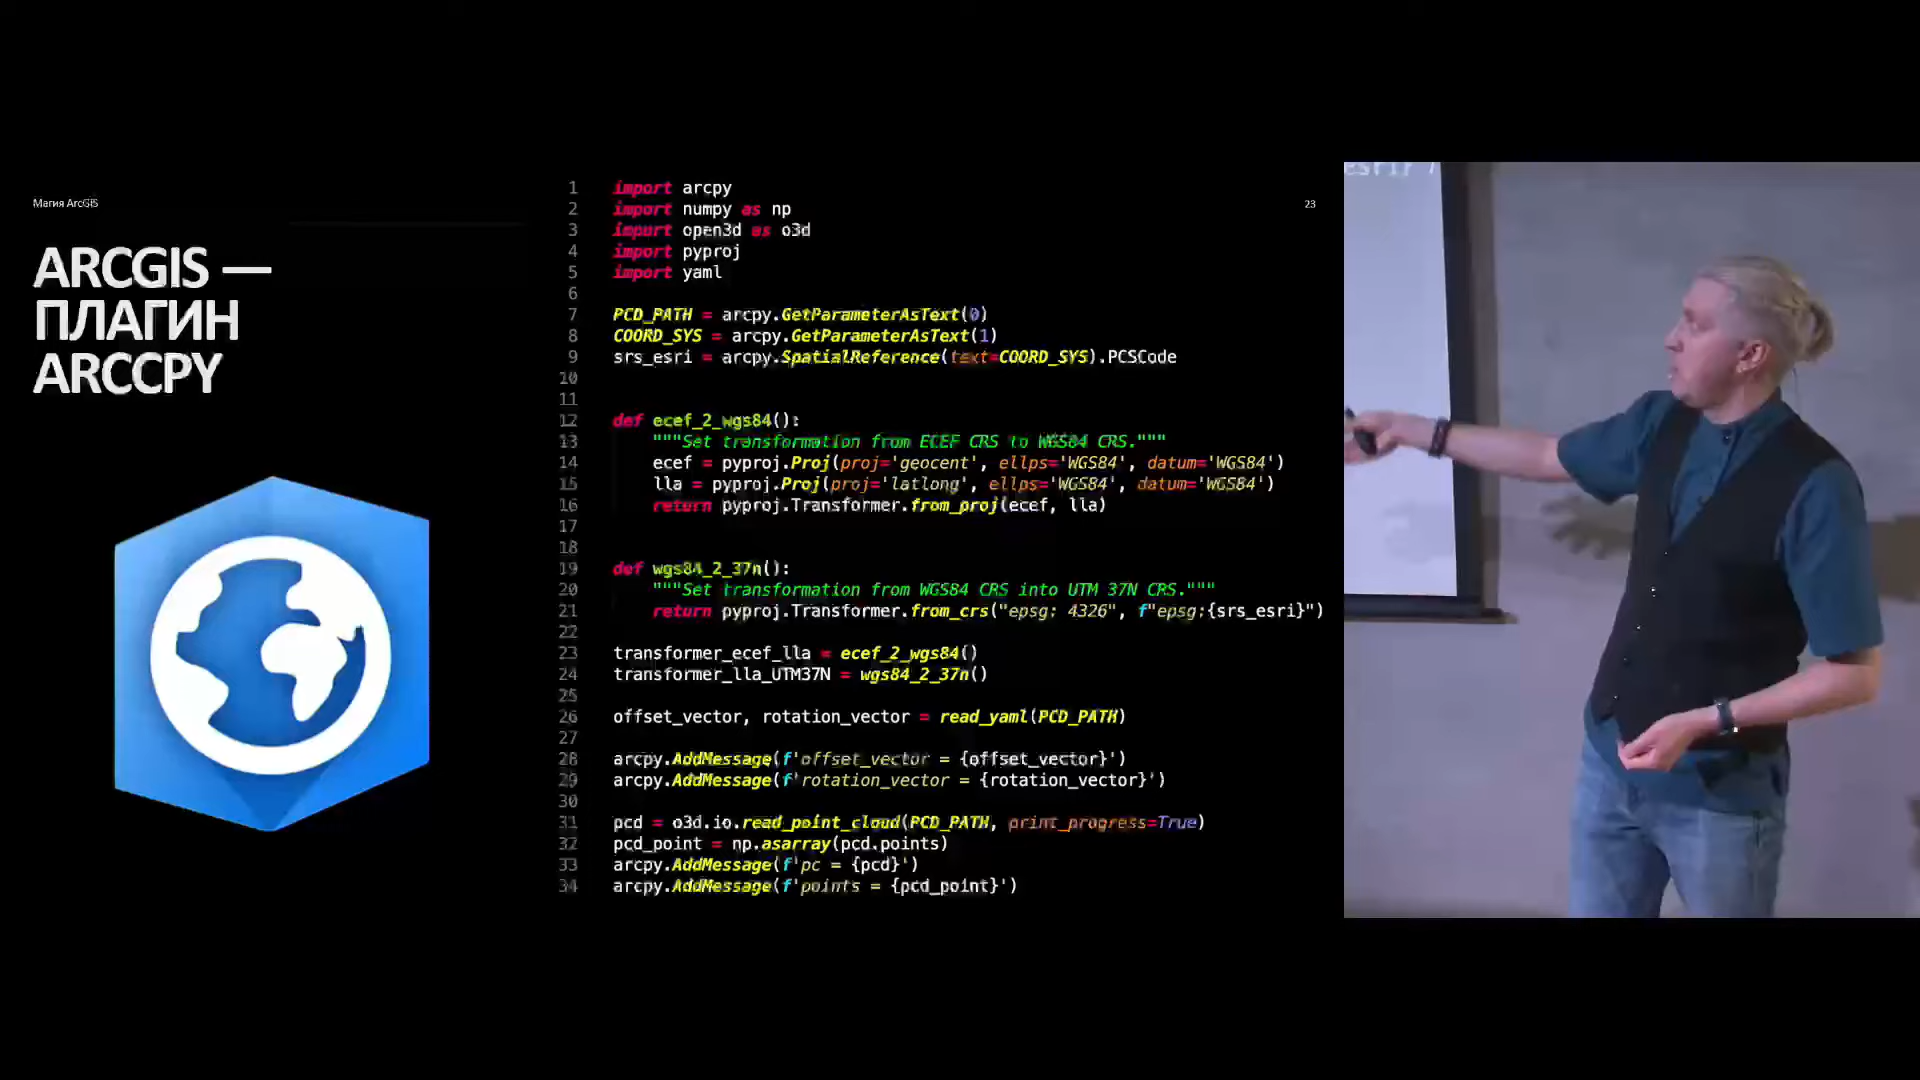 Магия ArcGIS
ARCGIS —
ПЛАГИН
ARCCPY
23
1 import arcpy
2 import numpy as np
3 import open3d as o3d
4 import pyproj
5 import yaml
6
7 PCD_PATH = arcpy.GetParameterAsText(0)
8 COORD_SYS = arcpy.GetParameterAsText(1)
9 srs_esri = arcpy.SpatialReference(text=COORD_SYS).PCSCode
10
11
12 def ecef_2_wgs84():
13 """Set transformation from ECEF CRS to WGS84 CRS."""
14 ecef = pyproj.Proj(proj='geocent', ellps='WGS84', datum='WGS84')
15 lla = pyproj.Proj(proj='latlong', ellps='WGS84', datum='WGS84')
16 return pyproj.Transformer.from_proj(ecef, lla)
17
18
19 def wgs84_2_37n():
20 """Set transformation from WGS84 CRS into UTM 37N CRS."""
21 return pyproj.Transformer.from_crs("epsg: 4326", f"epsg:{srs_esri}")
22
23 transformer_ecef_lla = ecef_2_wgs84()
24 transformer_lla_UTM37N = wgs84_2_37n()
25
26 offset_vector, rotation_vector = read_yaml(PCD_PATH)
27
28 arcpy.AddMessage(f'offset_vector = {offset_vector}')
29 arcpy.AddMessage(f'rotation_vector = {rotation_vector}')
30
31 pcd = o3d.io.read_point_cloud(PCD_PATH, print_progress=True)
32 pcd_point = np.asarray(pcd.points)
33 arcpy.AddMessage(f'pc = {pcd}')
34 arcpy.AddMessage(f'points = {pcd_point}')